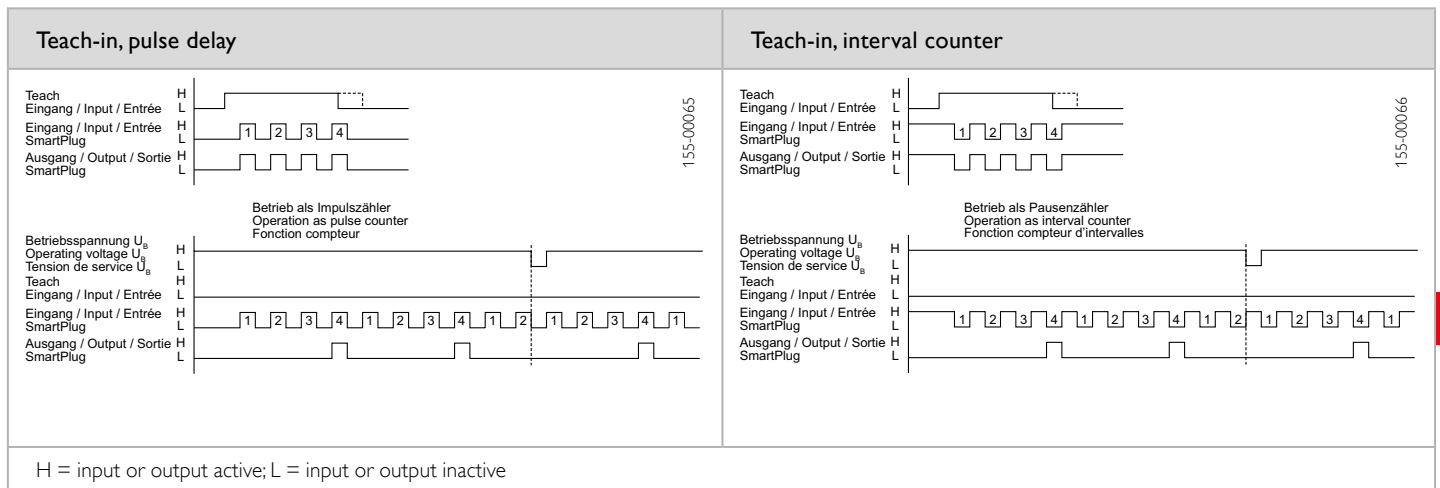 Teach-in, pulse delay
Teach H
Eingang / Input / Entrée L
Eingang / Input / Entrée H
SmartPlug L
1 2 3 4
Ausgang / Output / Sortie H
SmartPlug L
155-00065
Betrieb als Impulszähler
Operation as pulse counter
Fonction compteur
Betriebsspannung UB
Operating voltage UB H
Tension de service UB L
Teach H
Eingang / Input / Entrée L
Eingang / Input / Entrée H
SmartPlug L
1 2 3 4 1 2 3 4 1 2 1 2 3 4 1
Ausgang / Output / Sortie H
SmartPlug L
Teach-in, interval counter
Teach H
Eingang / Input / Entrée L
Eingang / Input / Entrée H
SmartPlug L
1 2 3 4
Ausgang / Output / Sortie H
SmartPlug L
155-00066
Betrieb als Pausenzähler
Operation as interval counter
Fonction compteur d'intervalles
Betriebsspannung UB
Operating voltage UB H
Tension de service UB L
Teach H
Eingang / Input / Entrée L
Eingang / Input / Entrée H
SmartPlug L
1 2 3 4 1 2 3 4 1 2 1 2 3 4 1
Ausgang / Output / Sortie H
SmartPlug L
H = input or output active; L = input or output inactive